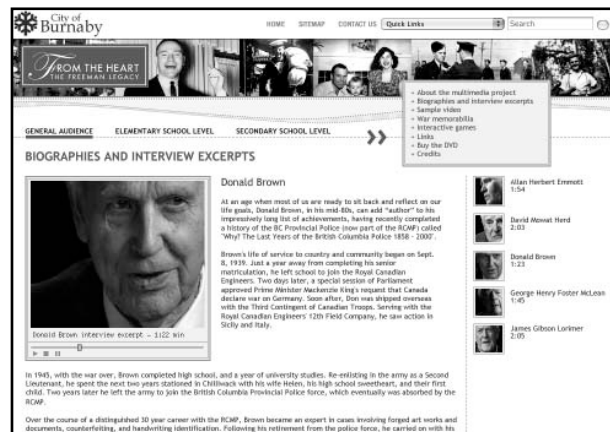 City of
Burnaby
HOME SITEMAP CONTACT US Quick Links Search
FROM THE HEART
THE FREEMAN LEGACY
+ About the multimedia project
+ Biographies and interview excerpts
+ Sample video
+ War memorabilia
+ Interactive games
+ Links
+ Buy the DVD
+ Credits
GENERAL AUDIENCE ELEMENTARY SCHOOL LEVEL SECONDARY SCHOOL LEVEL
BIOGRAPHIES AND INTERVIEW EXCERPTS
Donald Brown
At an age when most of us are ready to sit back and reflect on our
life goals, Donald Brown, in his mid-80s, can add "author" to his
impressively long list of achievements, having recently completed
a history of the BC Provincial Police (now part of the RCMP) called
'Why? The Last Years of the British Columbia Police 1858 - 2000'.
Brown's life of service to country and community began on Sept.
8, 1939. Just a year away from completing his senior
matriculation, he left school to join the Royal Canadian
Engineers. Two days later, a special session of Parliament
approved Prime Minister Mackenzie King's request that Canada
declare war on Germany. Soon after, Don was shipped overseas
with the Third Contingent of Canadian Troops. Serving with the
Royal Canadian Engineers' 12th Field Company, he saw action in
Sicily and Italy.
Donald Brown interview excerpt - 1:22 min
Allan Herbert Emmott
1:54
David Mowat Herd
2:03
Donald Brown
1:23
George Henry Foster McLean
1:45
James Gibson Lorimer
2:05
In 1945, with the war over, Brown completed high school, and a year of university studies. Re-enlisting in the army as a Second
Lieutenant, he spent the next two years stationed in Chilliwack with his wife Helen, his high school sweetheart, and their first
child. Two years later he left the army to join the British Columbia Provincial Police force, which eventually was absorbed by the
RCMP.
Over the course of a distinguished 30 year career with the RCMP, Brown became an expert in cases involving forged art works and
documents, counterfeiting, and handwriting identification. Following his retirement from the police force, he carried on with his